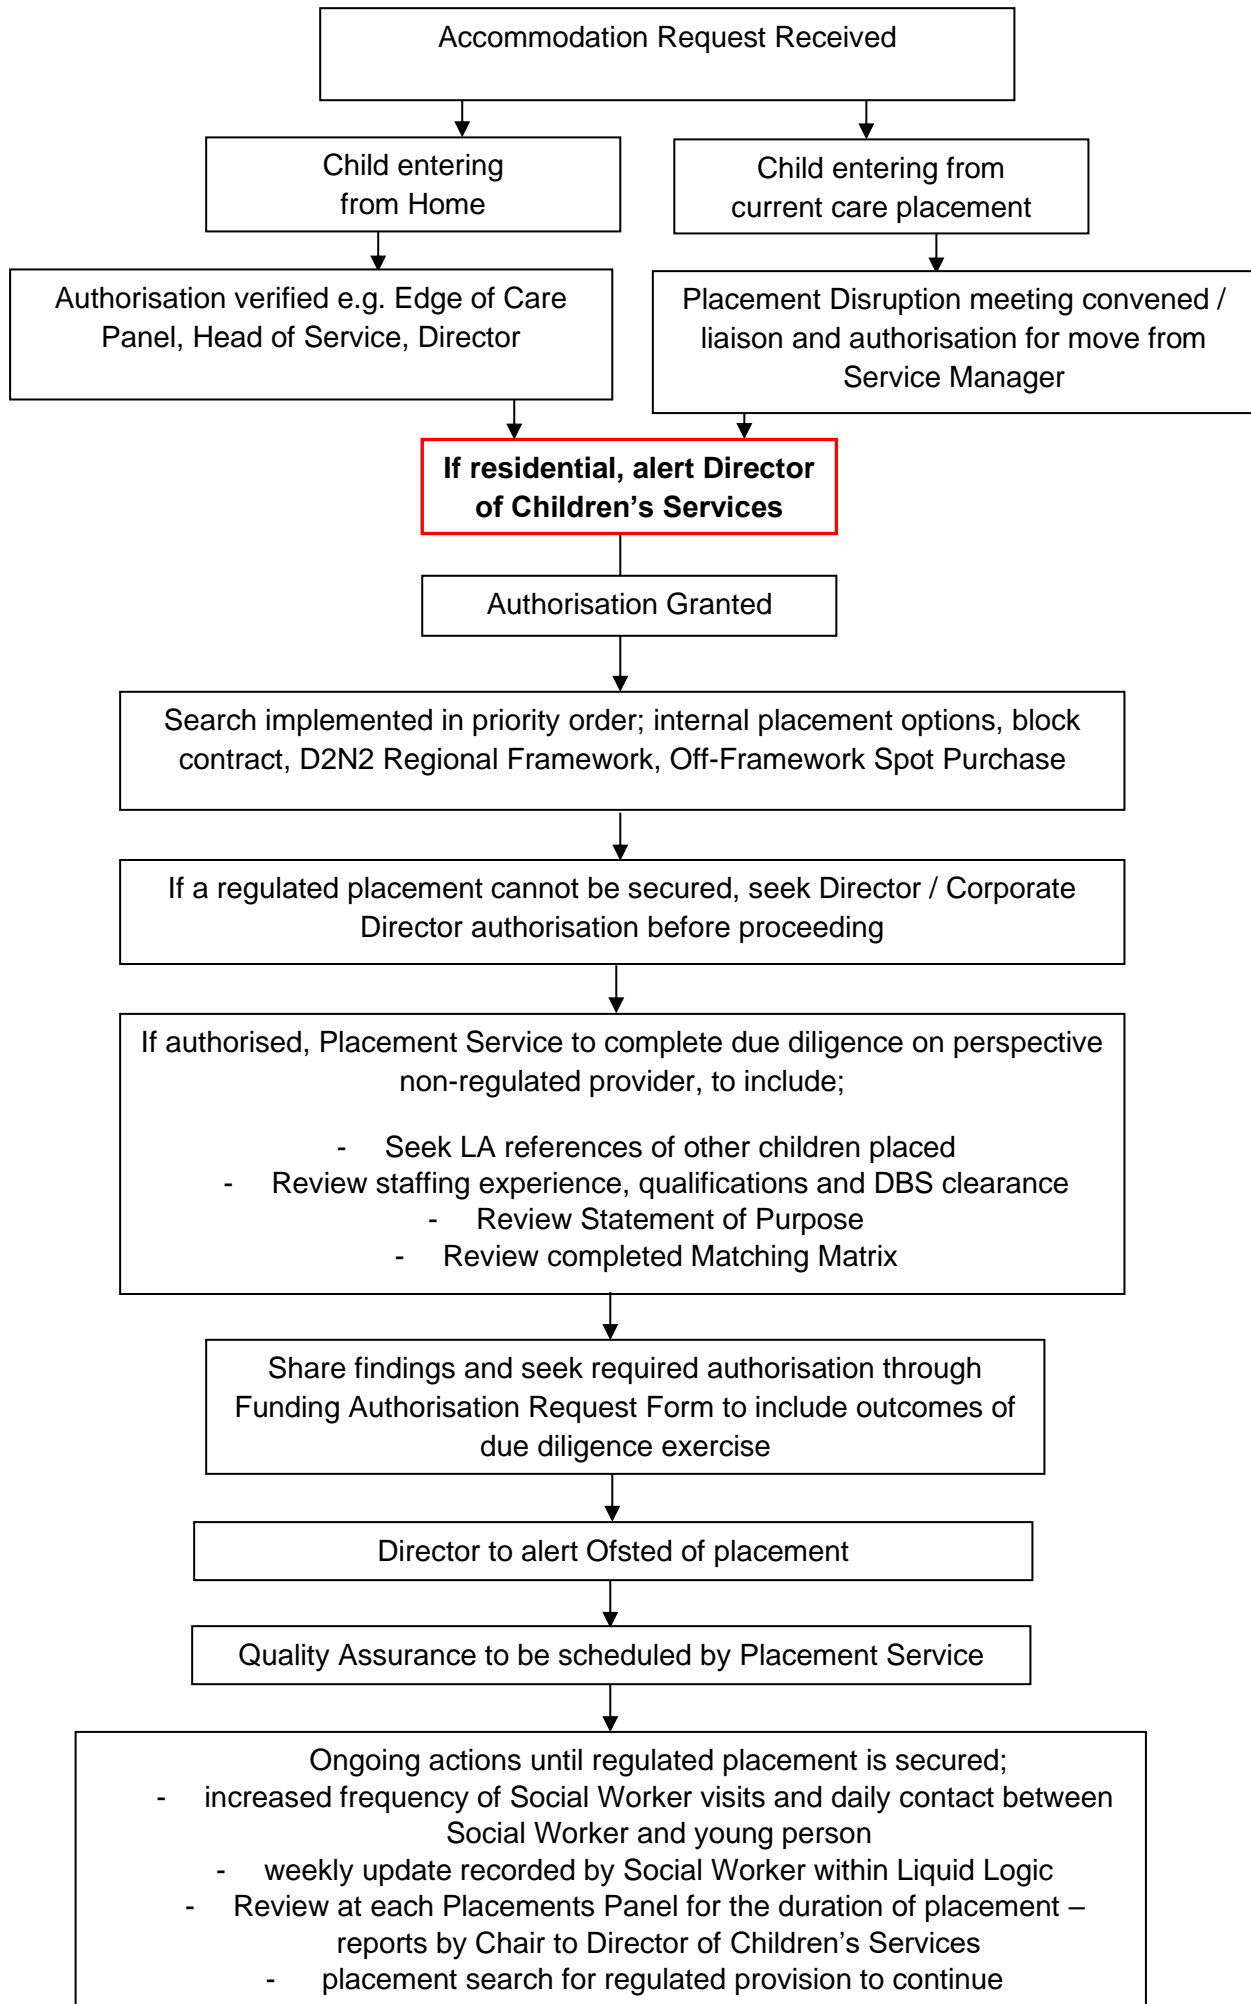 Accommodation Request Received
Child entering
from Home
Child entering from
current care placement
Authorisation verified e.g. Edge of Care
Panel, Head of Service, Director
Placement Disruption meeting convened /
liaison and authorisation for move from
Service Manager
If residential, alert Director
of Children’s Services
Authorisation Granted
Search implemented in priority order; internal placement options, block
contract, D2N2 Regional Framework, Off-Framework Spot Purchase
If a regulated placement cannot be secured, seek Director / Corporate
Director authorisation before proceeding
If authorised, Placement Service to complete due diligence on perspective
non-regulated provider, to include;
- Seek LA references of other children placed
- Review staffing experience, qualifications and DBS clearance
- Review Statement of Purpose
- Review completed Matching Matrix
Share findings and seek required authorisation through
Funding Authorisation Request Form to include outcomes of
due diligence exercise
Director to alert Ofsted of placement
Quality Assurance to be scheduled by Placement Service
Ongoing actions until regulated placement is secured;
- increased frequency of Social Worker visits and daily contact between
Social Worker and young person
- weekly update recorded by Social Worker within Liquid Logic
- Review at each Placements Panel for the duration of placement –
reports by Chair to Director of Children’s Services
- placement search for regulated provision to continue